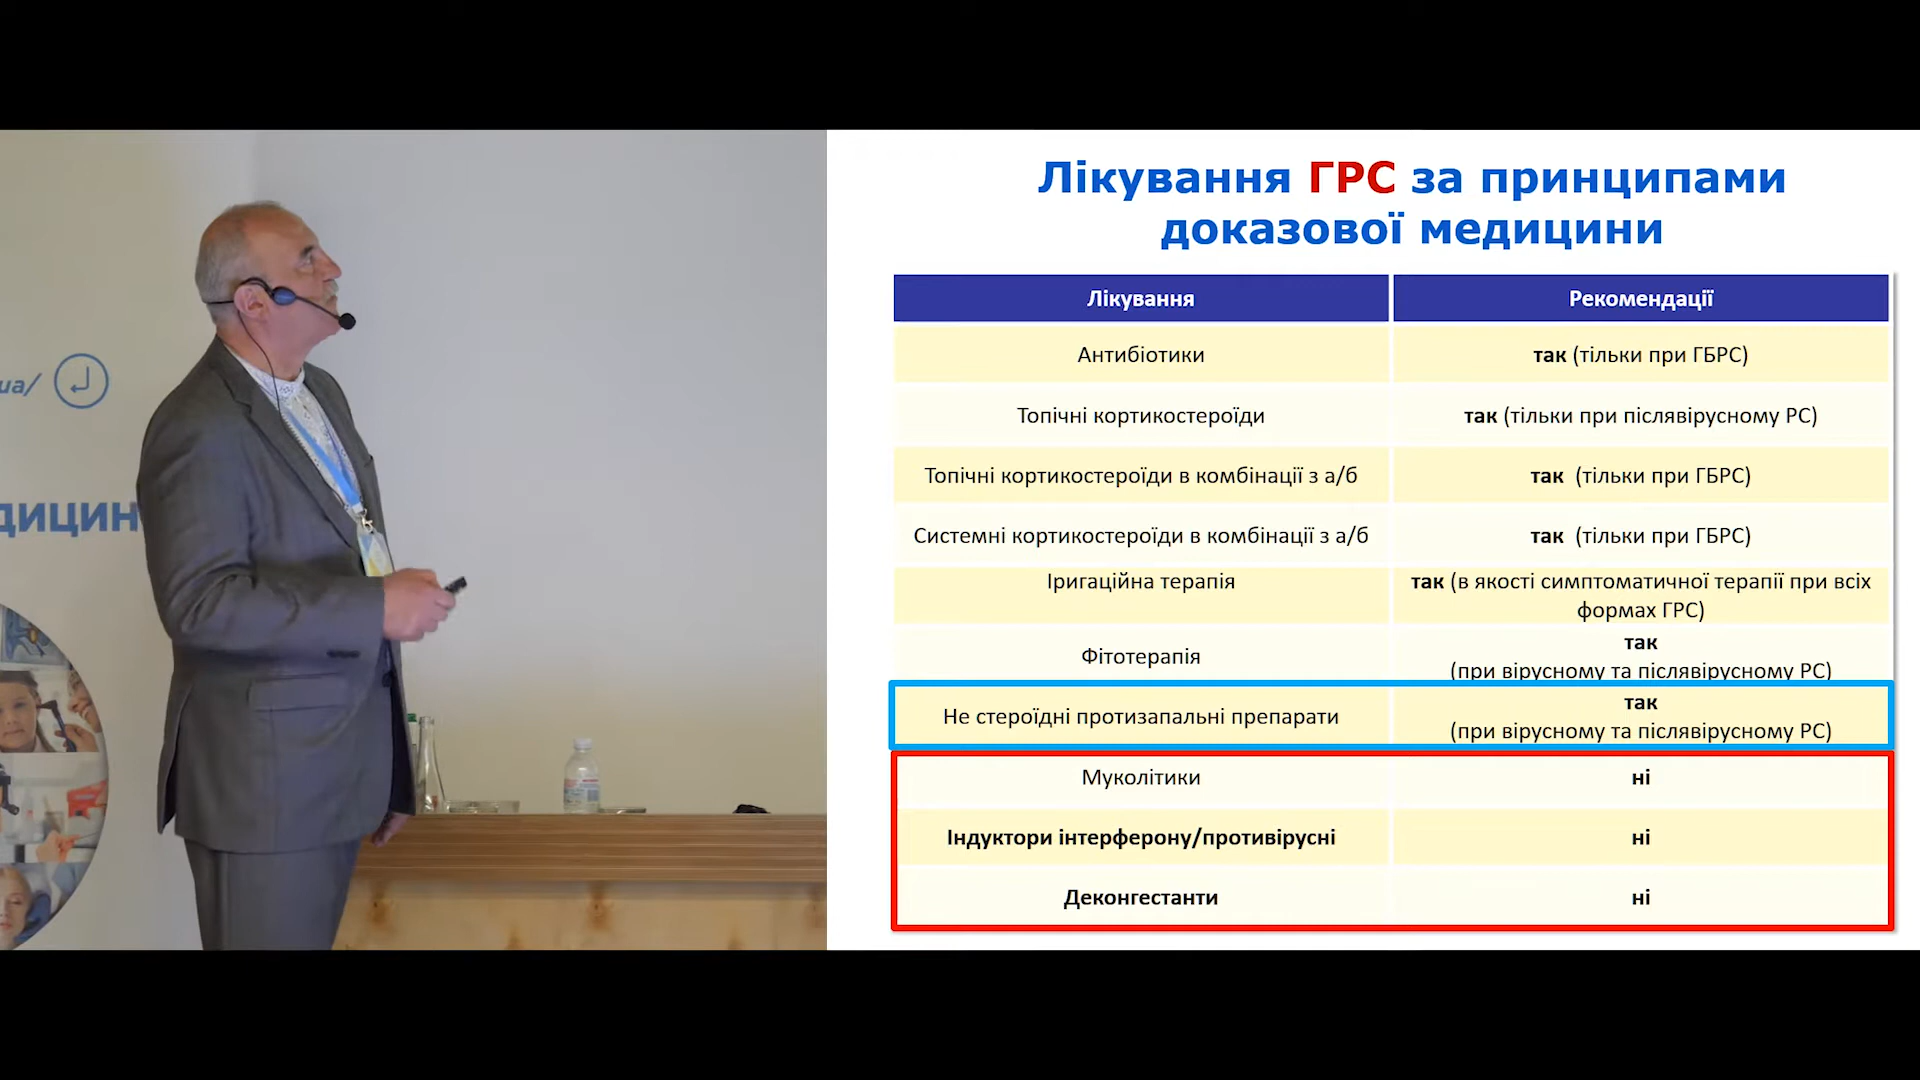 ua/
дицин
Лікування ГРС за принципами
доказової медицини
Лікування Рекомендації
Антибіотики так (тільки при ГБРС)
Топічні кортикостероїди так (тільки при післявірусному РС)
Топічні кортикостероїди в комбінації з а/б так (тільки при ГБРС)
Системні кортикостероїди в комбінації з а/б так (тільки при ГБРС)
Іригаційна терапія так (в якості симптоматичної терапії при всіх
формах ГРС)
Фітотерапія так
(при вірусному та післявірусному РС)
Не стероїдні протизапальні препарати так
(при вірусному та післявірусному РС)
Муколітики ні
Індуктори інтерферону/противірусні ні
Деконгестанти ні